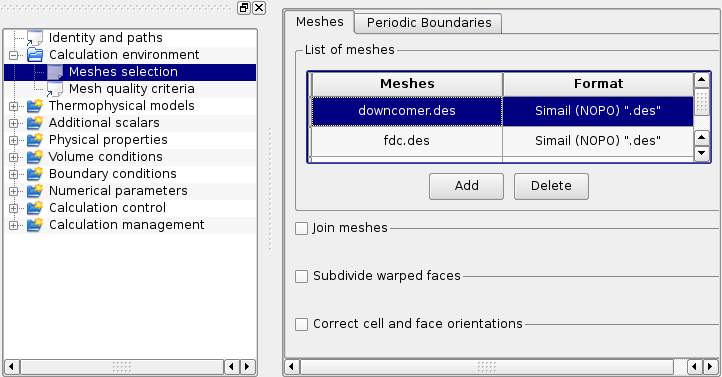 Identity and paths
Calculation environment
Meshes selection
Mesh quality criteria
Thermophysical models
Additional scalars
Physical properties
Volume conditions
Boundary conditions
Numerical parameters
Calculation control
Calculation management
Meshes Periodic Boundaries
List of meshes
Meshes Format
downcomer.des Simail (NOPO) ".des"
fdc.des Simail (NOPO) ".des"
Add Delete
Join meshes
Subdivide warped faces
Correct cell and face orientations